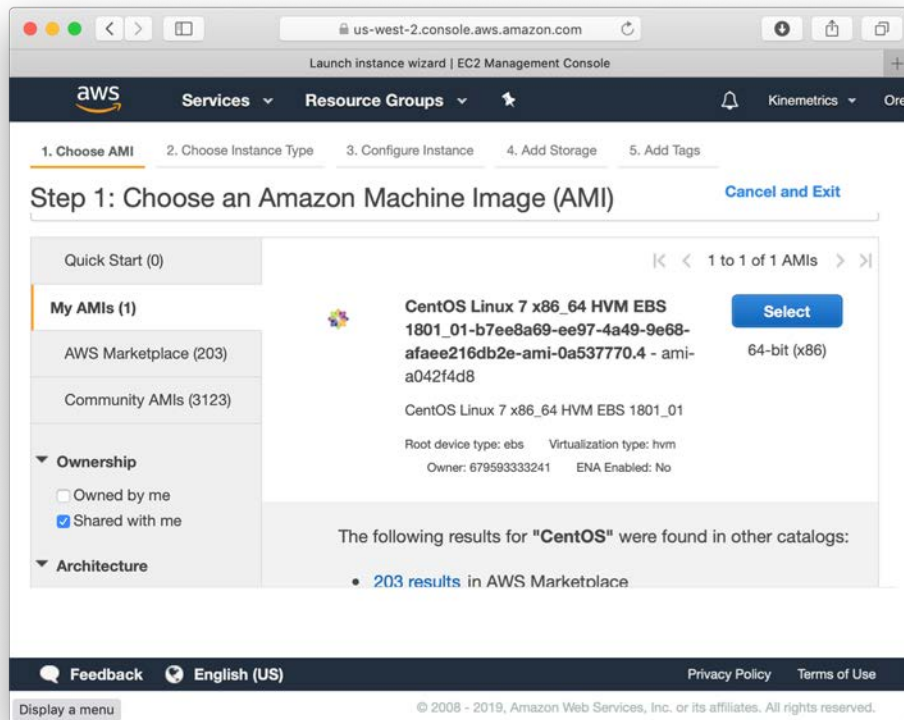 us-west-2.console.aws.amazon.com
Launch instance wizard | EC2 Management Console
aws Services Resource Groups Kinemetrics Ore
1. Choose AMI 2. Choose Instance Type 3. Configure Instance 4. Add Storage 5. Add Tags
Step 1: Choose an Amazon Machine Image (AMI) Cancel and Exit
Quick Start (0)
1 to 1 of 1 AMIs
My AMIs (1)
AWS Marketplace (203)
Community AMIs (3123)
Ownership
Owned by me
Shared with me
Architecture
CentOS Linux 7 x86_64 HVM EBS
1801_01-b7ee8a69-ee97-4a49-9e68-
afaee216db2e-ami-0a537770.4 - ami-
a042f4d8
Select
64-bit (x86)
CentOS Linux 7 x86_64 HVM EBS 1801_01
Root device type: ebs Virtualization type: hvm
Owner: 679593333241 ENA Enabled: No
The following results for "CentOS" were found in other catalogs:
• 203 results in AWS Marketplace
Feedback English (US) Privacy Policy Terms of Use
Display a menu
© 2008 - 2019, Amazon Web Services, Inc. or its affiliates. All rights reserved.